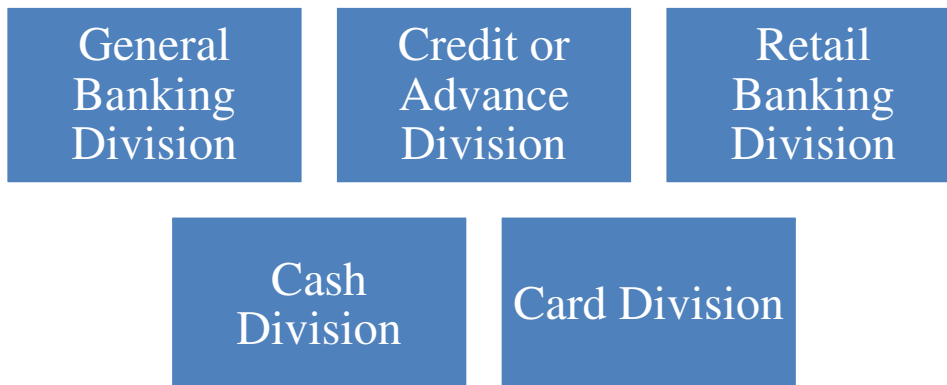 General
Banking
Division
Credit or
Advance
Division
Retail
Banking
Division
Cash
Division
Card Division